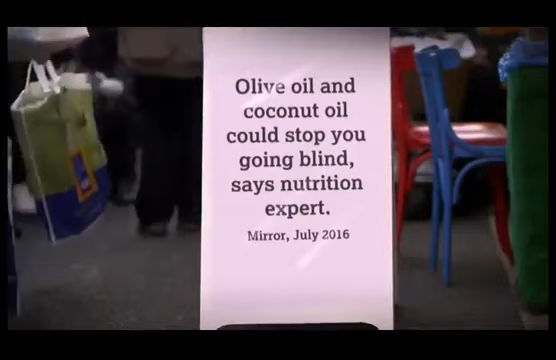 Olive oil and
coconut oil
could stop you
going blind,
says nutrition
expert.
Mirror, July 2016